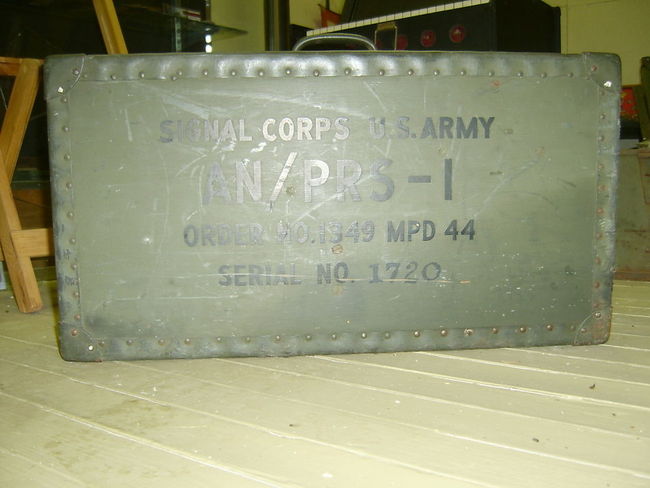 SIGNAL CORPS U.S. ARMY
AN/PRS-1
ORDER NO. 1349 MPD 44
SERIAL NO. 1720